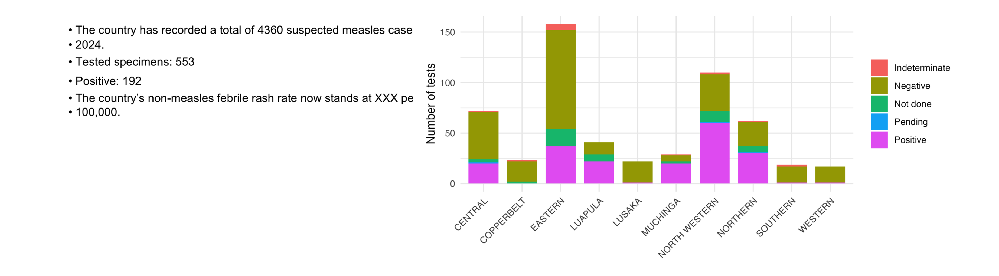 • The country has recorded a total of 4360 suspected measles case
• 2024.
• Tested specimens: 553
• Positive: 192
• The country’s non-measles febrile rash rate now stands at XXX pe
• 100,000.
Number of tests
150
100
50
0
CENTRAL
COPPERBELT
EASTERN
LUAPULA
LUSAKA
MUCHINGA
NORTH WESTERN
NORTHERN
SOUTHERN
WESTERN
Indeterminate
Negative
Not done
Pending
Positive